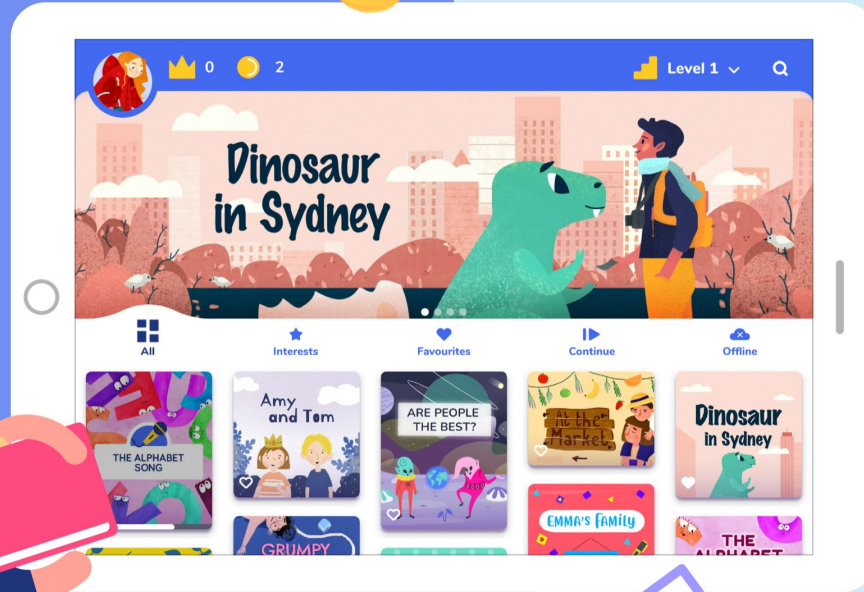 0
2
Level 1
Dinosaur
in Sydney
All
Interests
Favourites
Continue
Offline
THE ALPHABET
SONG
Amy
and Tom
ARE PEOPLE
THE BEST?
At the
Market
Dinosaur
in Sydney
GRUMPY
EMMA'S FAMILY
THE
ALPHABET